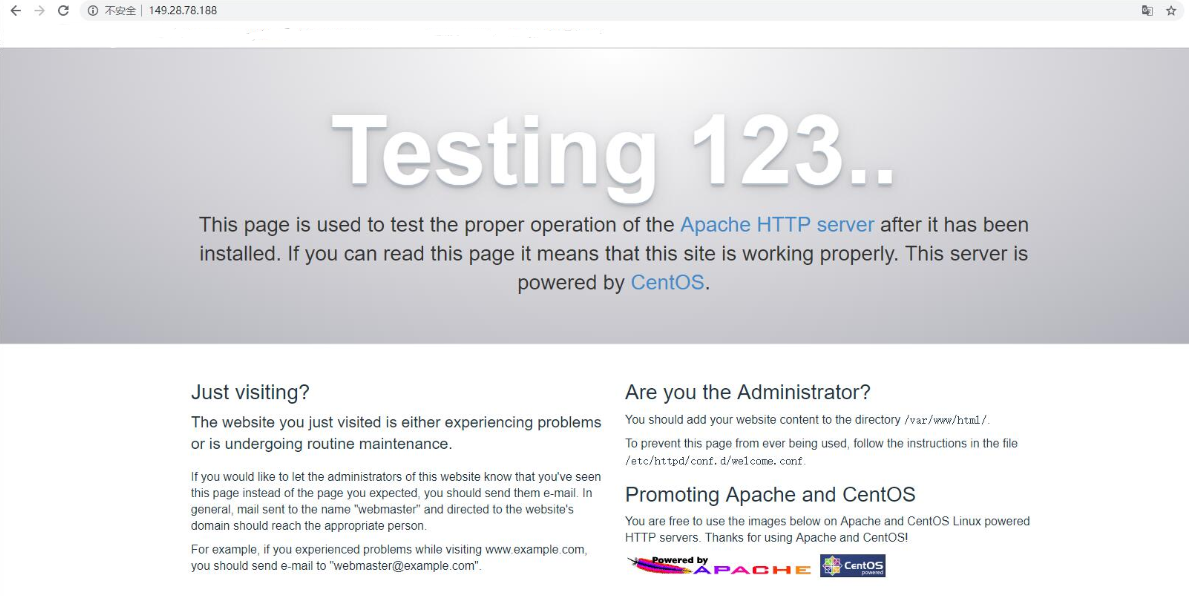 不安全 149.28.78.188
Testing 123..
This page is used to test the proper operation of the Apache HTTP server after it has been
installed. If you can read this page it means that this site is working properly. This server is
powered by CentOS.
Just visiting?
The website you just visited is either experiencing problems
or is undergoing routine maintenance.
If you would like to let the administrators of this website know that you've seen
this page instead of the page you expected, you should send them e-mail. In
general, mail sent to the name "webmaster" and directed to the website's
domain should reach the appropriate person.
For example, if you experienced problems while visiting www.example.com,
you should send e-mail to "webmaster@example.com".
Are you the Administrator?
You should add your website content to the directory /var/www/html/.
To prevent this page from ever being used, follow the instructions in the file
/etc/httpd/conf.d/welcome.conf.
Promoting Apache and CentOS
You are free to use the images below on Apache and CentOS Linux powered
HTTP servers. Thanks for using Apache and CentOS!
Powered by
APACHE
CentOS
powered